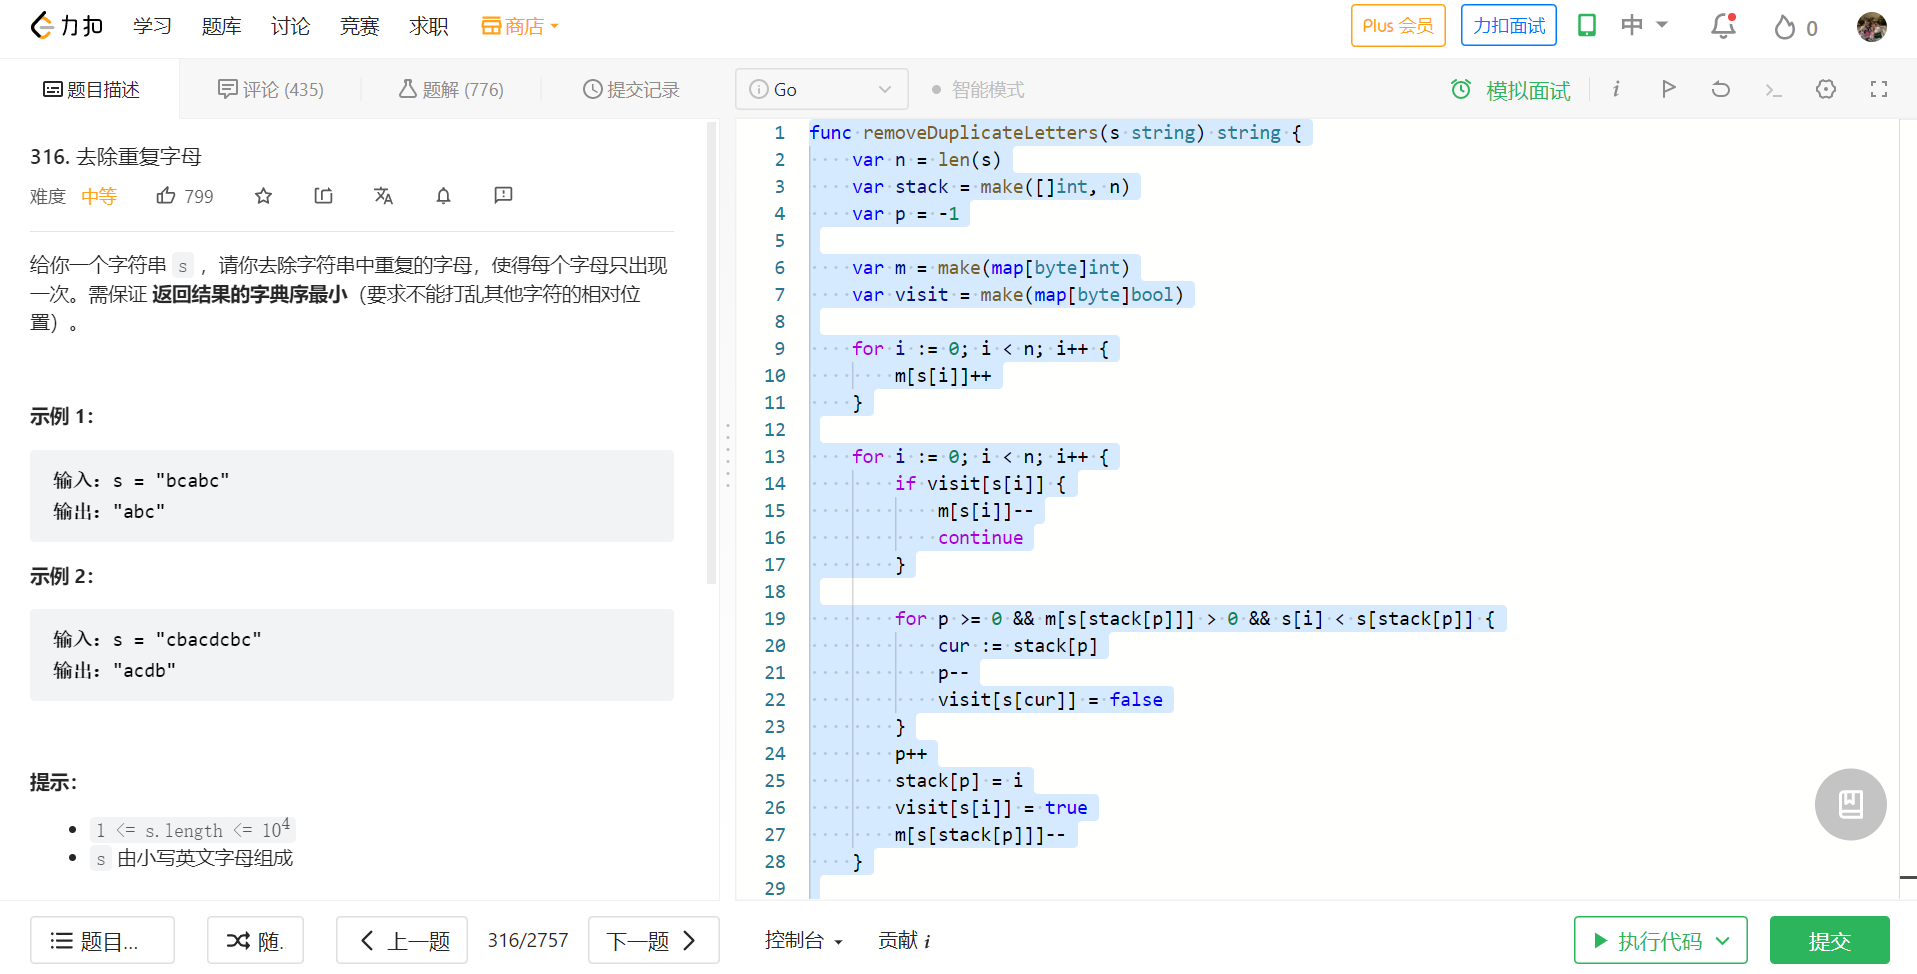 力扣 学习 题库 讨论 竞赛 求职 商店 Plus 会员 力扣面试 中 0
题目描述 评论 (435) 题解 (776) 提交记录 Go 智能模式 模拟面试
316. 去除重复字母
难度 中等 799
给你一个字符串 s ，请你去除字符串中重复的字母，使得每个字母只出现
一次。需保证 返回结果的字典序最小（要求不能打乱其他字符的相对位
置）。
示例 1：
输入：s = "bcabc"
输出："abc"
示例 2：
输入：s = "cbacdcbc"
输出："acdb"
提示：
1 <= s.length <= 10⁴
s 由小写英文字母组成
1 func removeDuplicateLetters(s string) string {
2     var n = len(s)
3     var stack = make([]int, n)
4     var p = -1
5
6     var m = make(map[byte]int)
7     var visit = make(map[byte]bool)
8
9     for i := 0; i < n; i++ {
10         m[s[i]]++
11     }
12
13     for i := 0; i < n; i++ {
14         if visit[s[i]] {
15             m[s[i]]--
16             continue
17         }
18
19         for p >= 0 && m[s[stack[p]]] > 0 && s[i] < s[stack[p]] {
20             cur := stack[p]
21             p--
22             visit[s[cur]] = false
23         }
24         p++
25         stack[p] = i
26         visit[s[i]] = true
27         m[s[stack[p]]]--
28     }
29
题目... 随. 上一题 316/2757 下一题 控制台 贡献 i 执行代码 提交